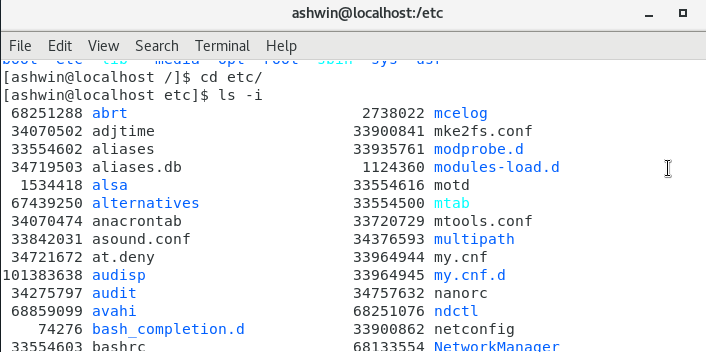 ashwin@localhost:/etc
File Edit View Search Terminal Help
boot etc lib media opt root sbin sys usr
[ashwin@localhost /]$ cd etc/
[ashwin@localhost etc]$ ls -i
68251288 abrt 2738022 mcelog
34070502 adjtime 33900841 mke2fs.conf
33554602 aliases 33935761 modprobe.d
34719503 aliases.db 1124360 modules-load.d
1534418 alsa 33554616 motd
67439250 alternatives 33554500 mtab
34070474 anacrontab 33720729 mtools.conf
33842031 asound.conf 34376593 multipath
34721672 at.deny 33964944 my.cnf
101383638 audisp 33964945 my.cnf.d
34275797 audit 34757632 nanorc
68859099 avahi 68251076 ndctl
74276 bash_completion.d 33900862 netconfig
33554603 bashrc 68133554 NetworkManager